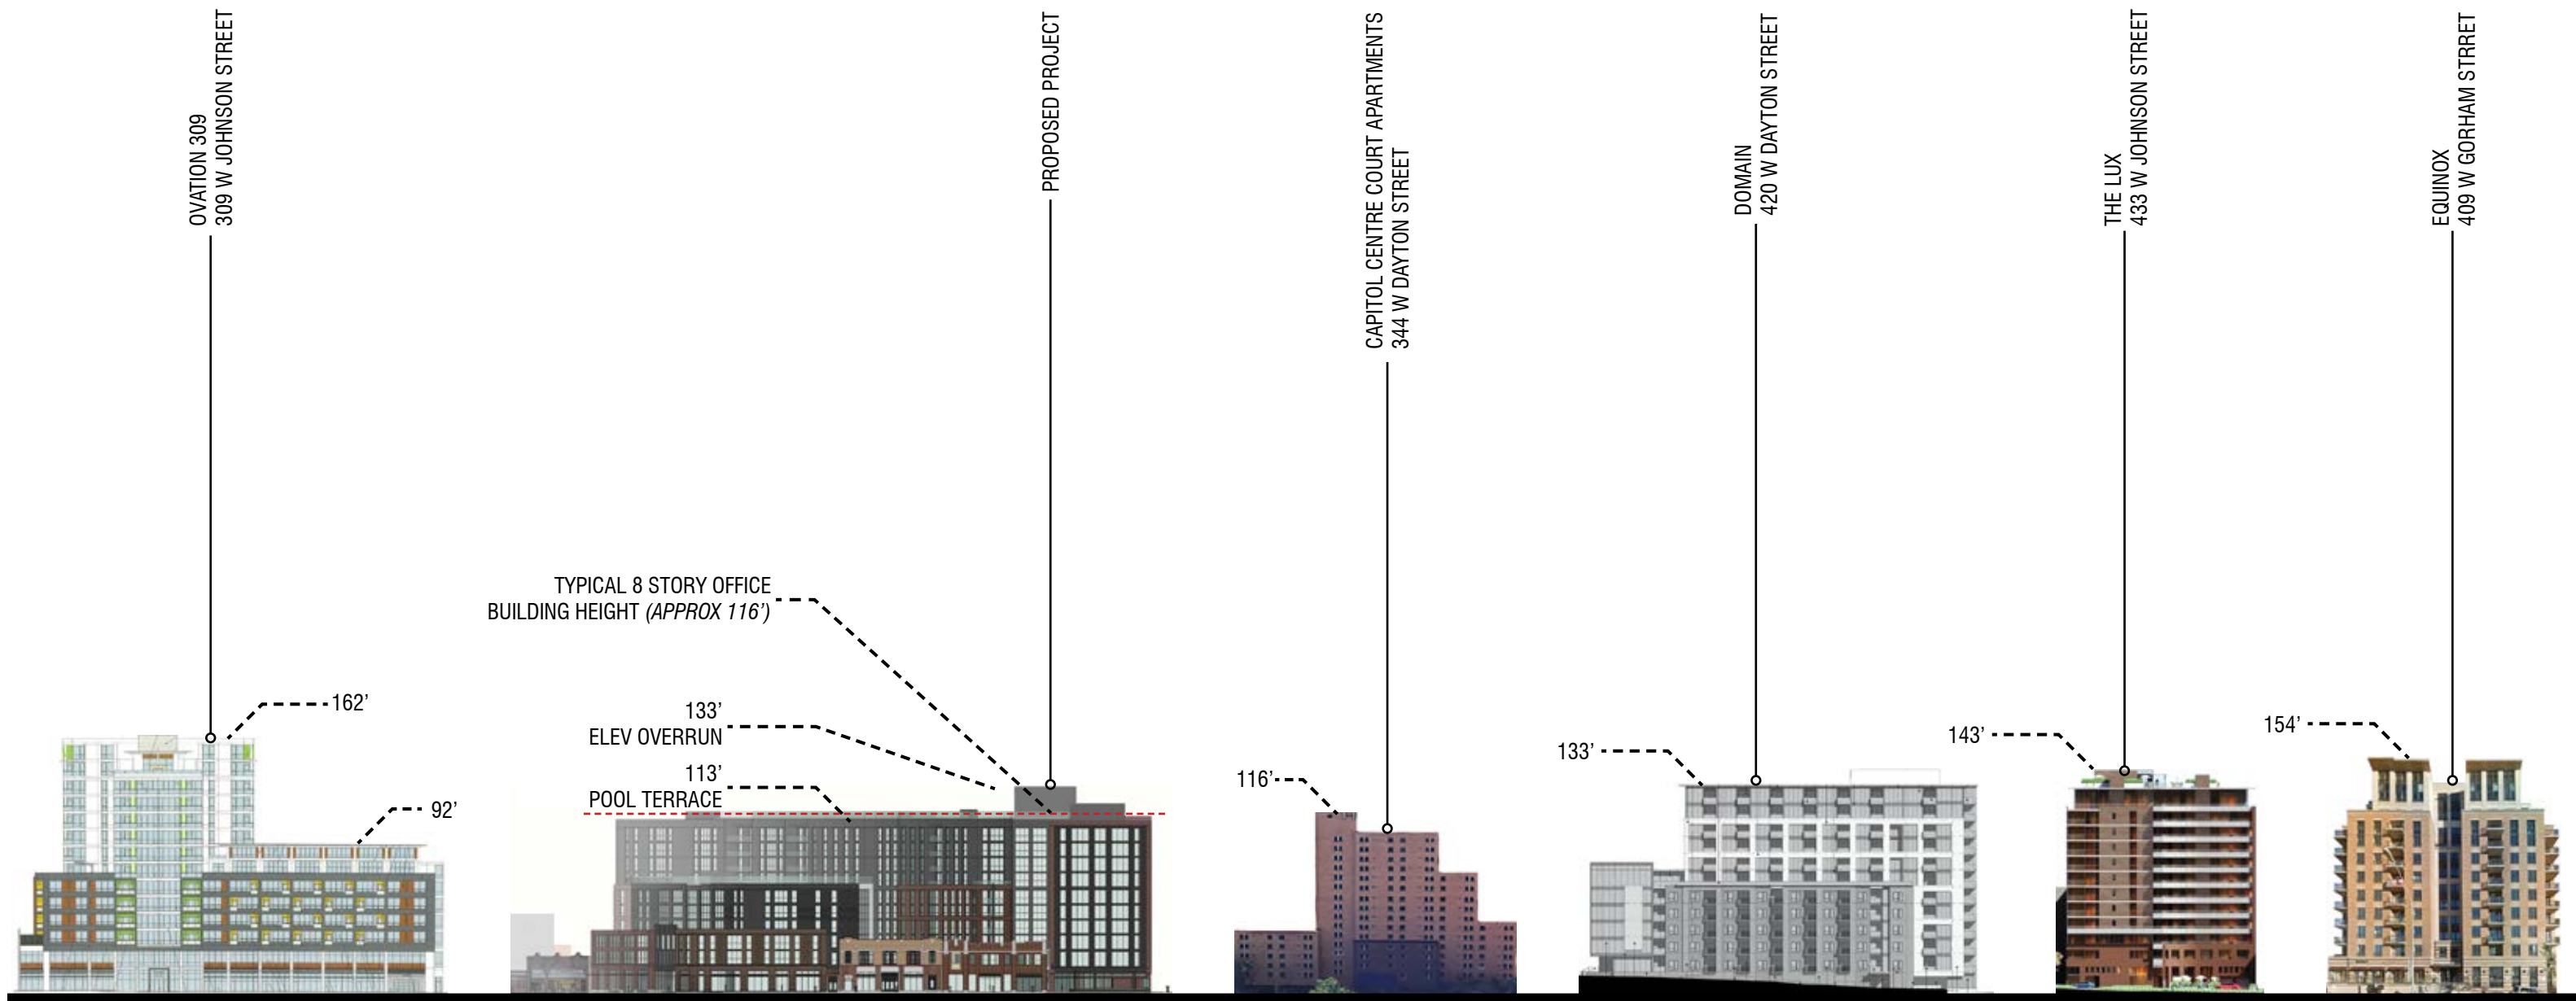 OVATION 309
309 W JOHNSON STREET
162’
92’
PROPOSED PROJECT
TYPICAL 8 STORY OFFICE
BUILDING HEIGHT (APPROX 116’)
133’
ELEV OVERRUN
113’
POOL TERRACE
CAPITOL CENTRE COURT APARTMENTS
344 W DAYTON STREET
116’
DOMAIN
420 W DAYTON STREET
133’
THE LUX
433 W JOHNSON STREET
143’
EQUINOX
409 W GORHAM STRRET
154’